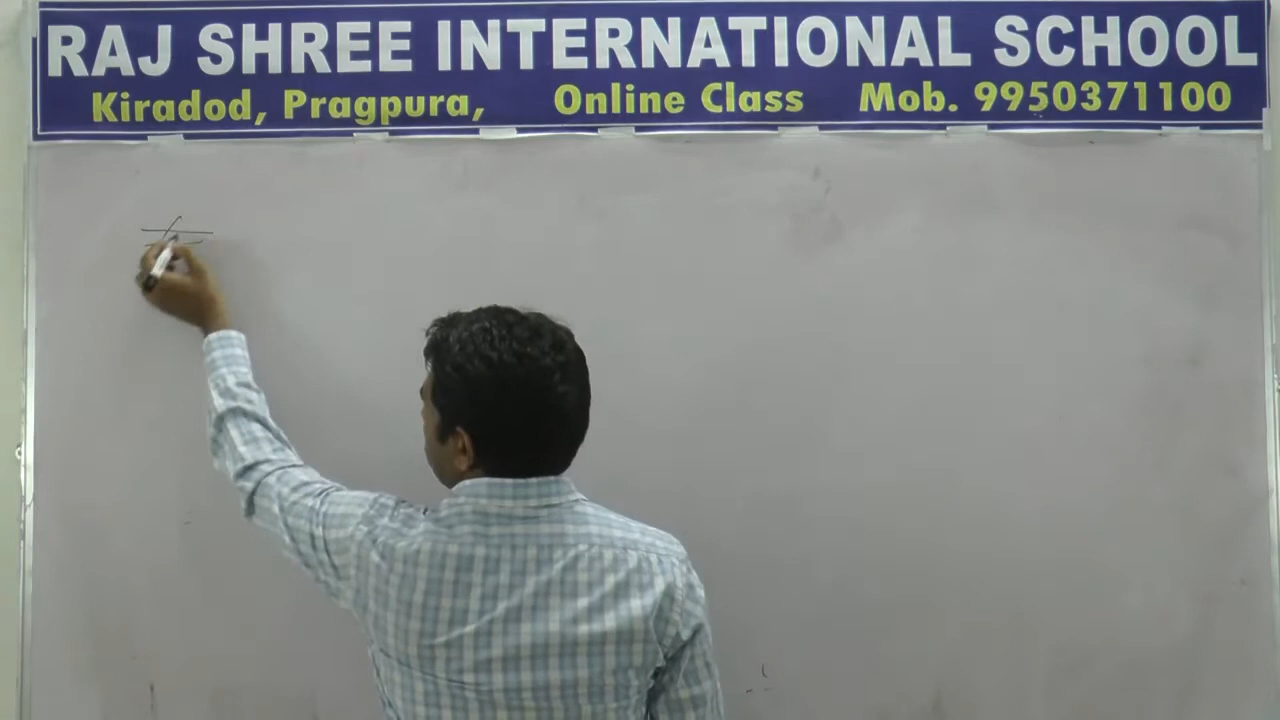 RAJ SHREE INTERNATIONAL SCHOOL
Kiradod, Pragpura, Online Class Mob. 9950371100